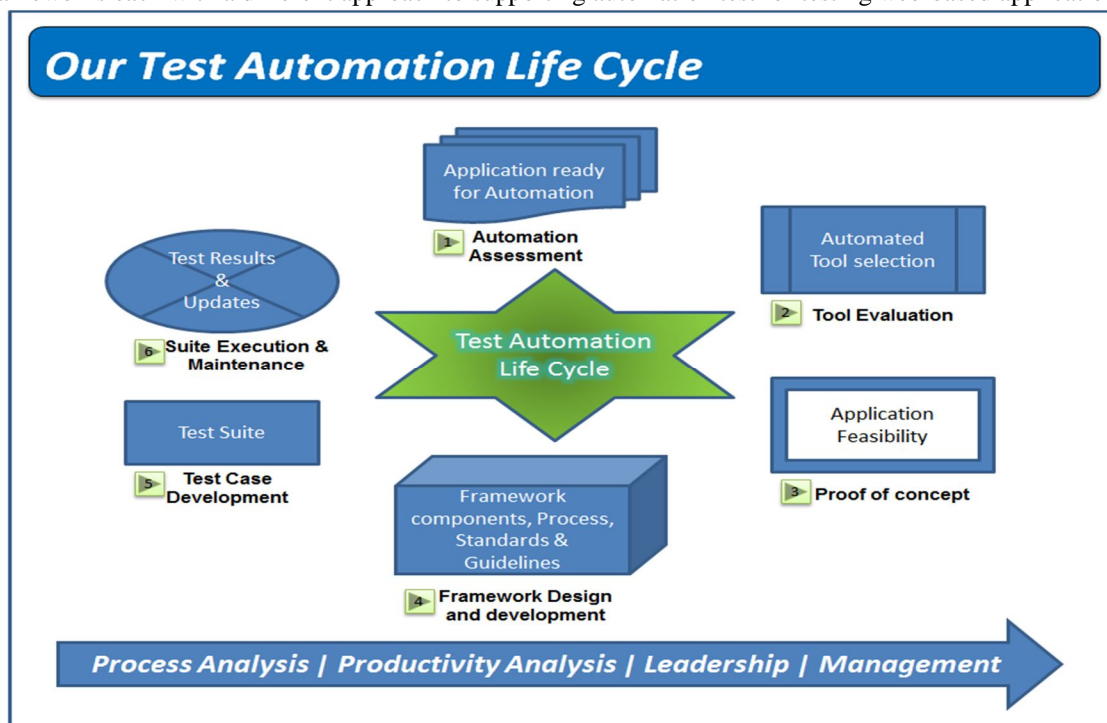 Our Test Automation Life Cycle
Application ready
for Automation
1
Automation
Assessment
Automated
Tool selection
2
Tool Evaluation
Application
Feasibility
3
Proof of concept
Framework
components, Process,
Standards &
Guidelines
4
Framework Design
and development
Test Suite
5
Test Case
Development
Test Results
&
Updates
6
Suite Execution &
Maintenance
Test Automation
Life Cycle
Process Analysis | Productivity Analysis | Leadership | Management